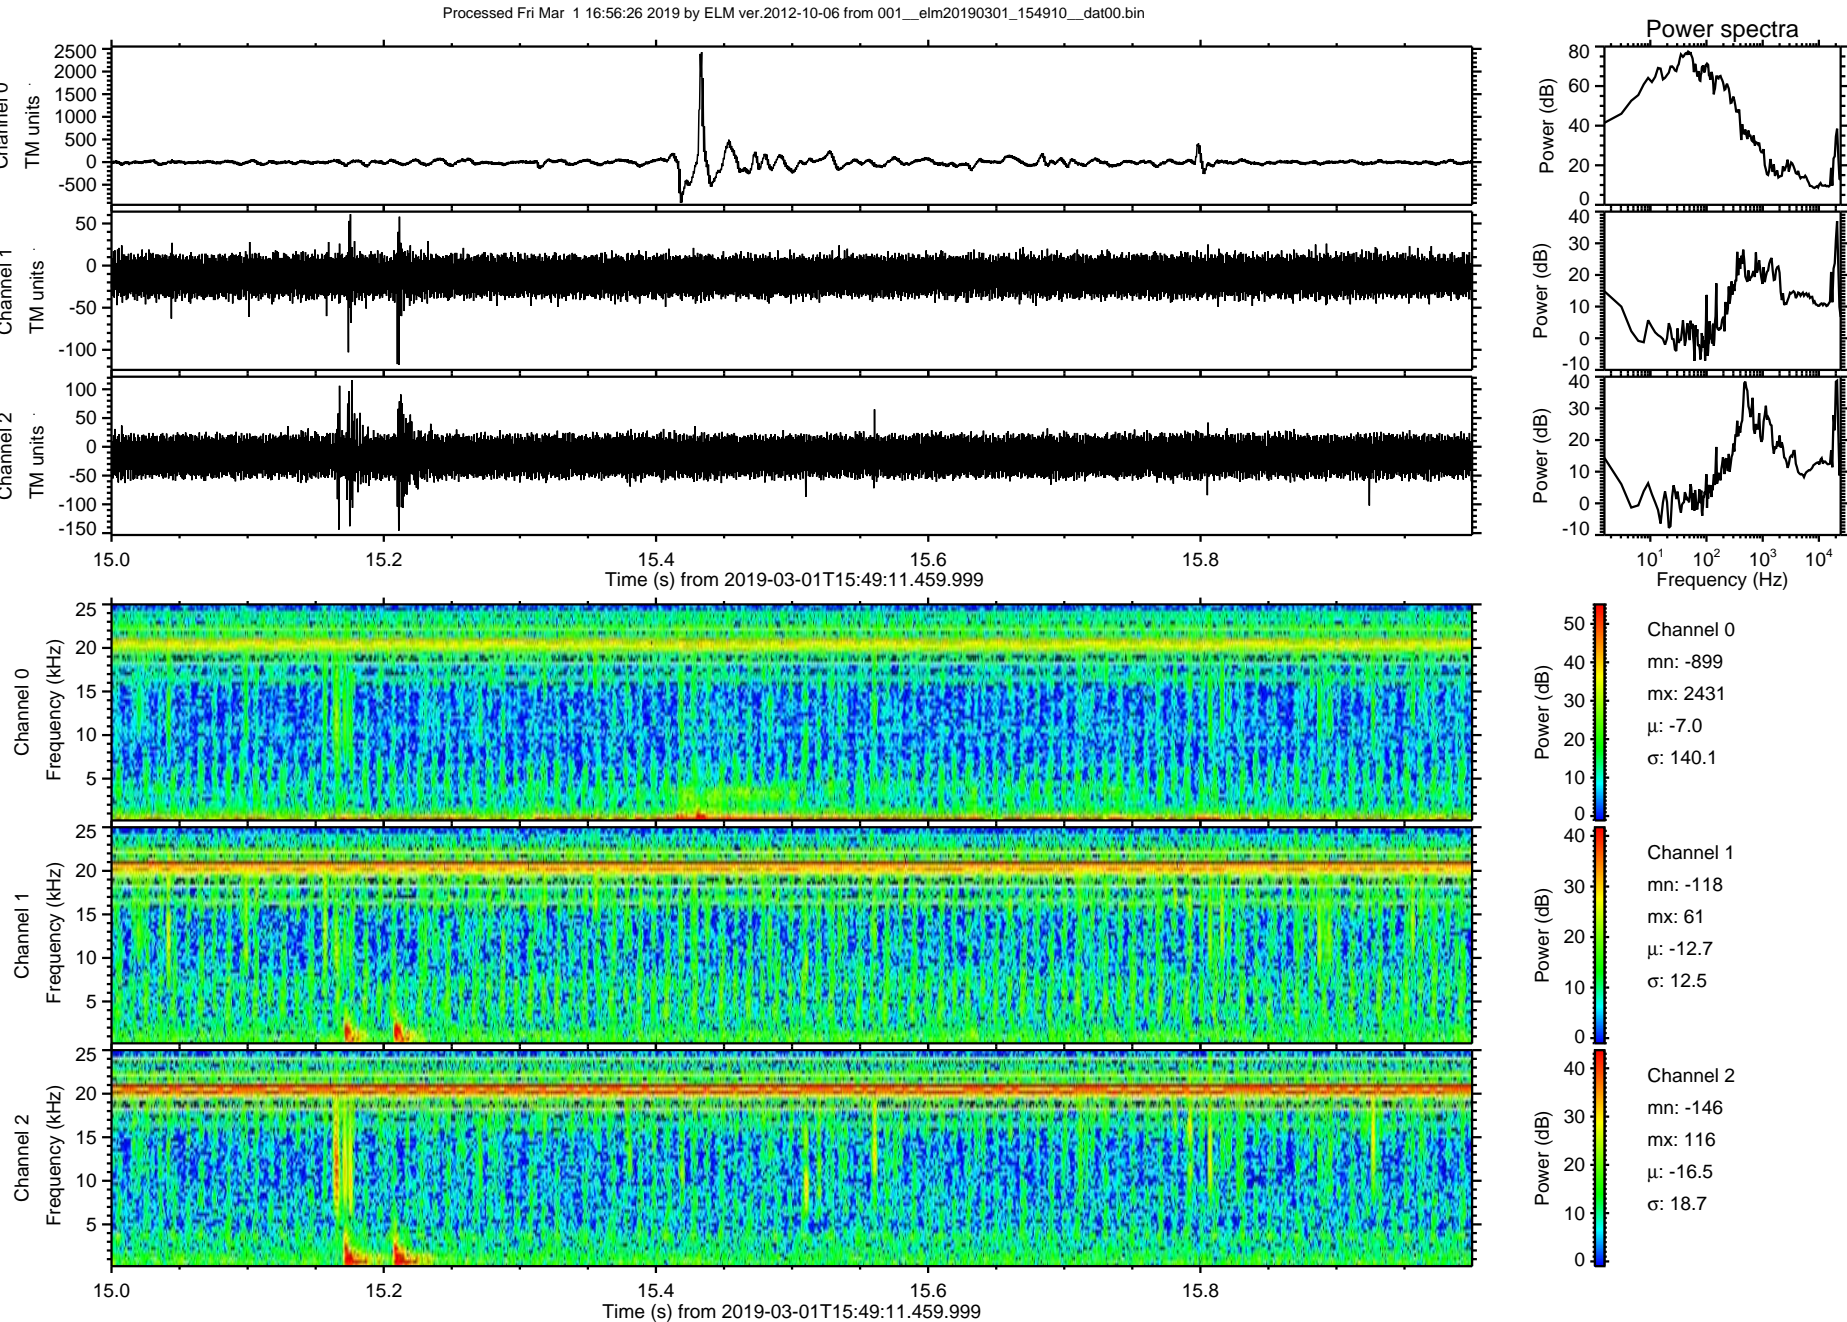 Processed Fri Mar 1 16:56:26 2019 by ELM ver.2012-10-06 from 001__elm20190301_154910__dat00.bin
Power spectra
Channel 0
TM units
2500
2000
1500
1000
500
0
-500
Power (dB)
80
60
40
20
0
Channel 1
TM units
50
0
-50
-100
Power (dB)
40
30
20
10
0
-10
Channel 2
TM units
100
50
0
-50
-100
-150
Power (dB)
40
30
20
10
0
-10
15.0 15.2 15.4 15.6 15.8
Time (s) from 2019-03-01T15:49:11.459.999
10¹ 10² 10³ 10⁴
Frequency (Hz)
Channel 0
Frequency (kHz)
25
20
15
10
5
Power (dB)
50
40
30
20
10
0
Channel 0
mn: -899
mx: 2431
μ: -7.0
σ: 140.1
Channel 1
Frequency (kHz)
25
20
15
10
5
Power (dB)
40
30
20
10
0
Channel 1
mn: -118
mx: 61
μ: -12.7
σ: 12.5
Channel 2
Frequency (kHz)
25
20
15
10
5
Power (dB)
40
30
20
10
0
Channel 2
mn: -146
mx: 116
μ: -16.5
σ: 18.7
15.0 15.2 15.4 15.6 15.8
Time (s) from 2019-03-01T15:49:11.459.999